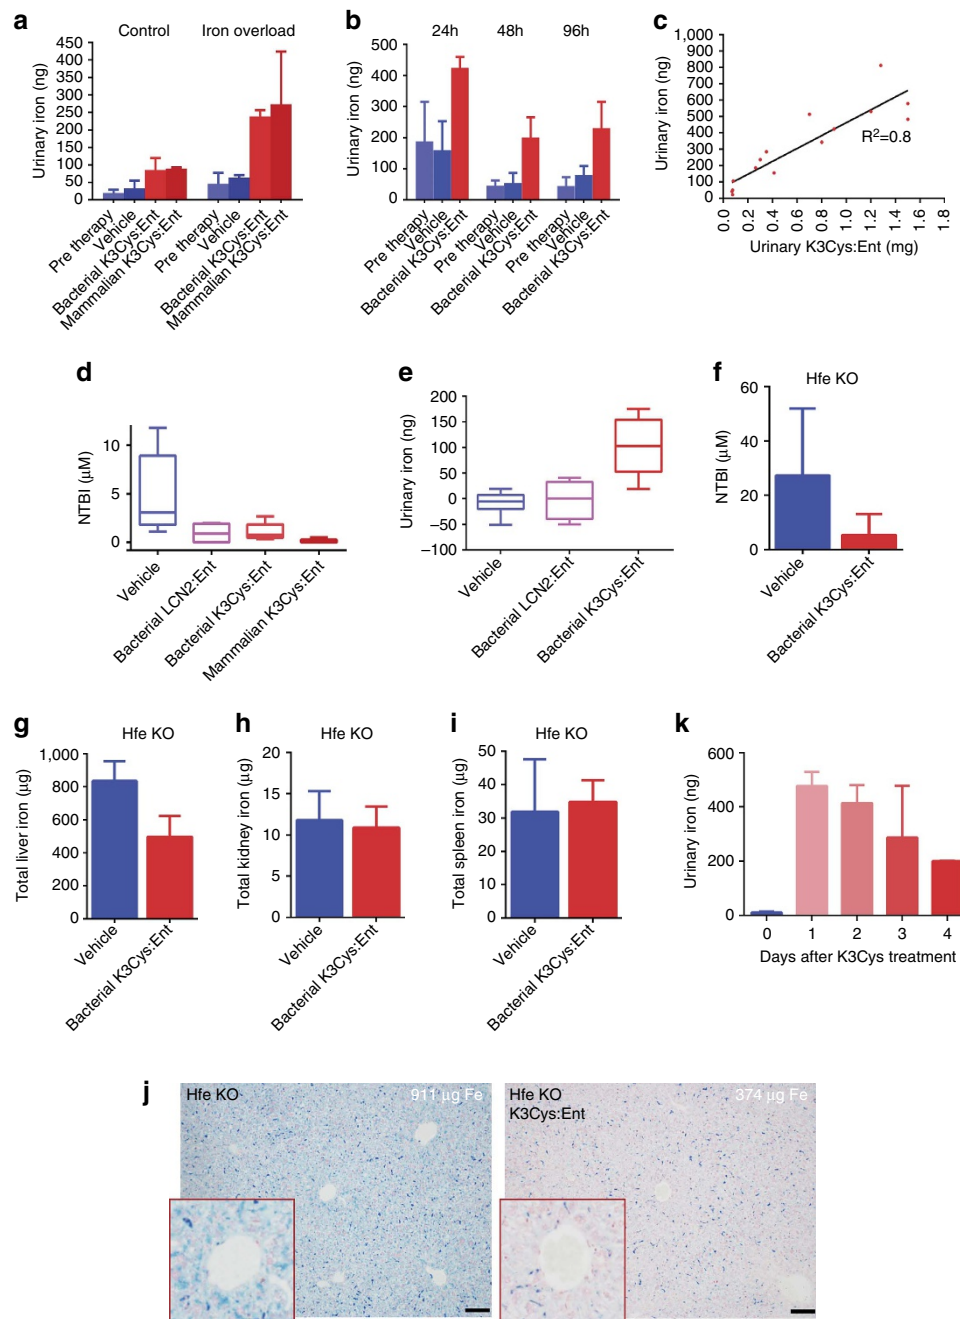 a
Control
Iron overload
Urinary iron (ng)
450
400
350
300
250
200
150
100
50
0
Pre therapy
Vehicle
Bacterial K3Cys:Ent
Mammalian K3Cys:Ent
Pre therapy
Vehicle
Bacterial K3Cys:Ent
Mammalian K3Cys:Ent
b
24h
48h
96h
Urinary iron (ng)
500
400
300
200
100
0
Pre therapy
Vehicle
Bacterial K3Cys:Ent
Pre therapy
Vehicle
Bacterial K3Cys:Ent
Pre therapy
Vehicle
Bacterial K3Cys:Ent
c
Urinary iron (ng)
1,000
900
800
700
600
500
400
300
200
100
0
R²=0.8
0.0
0.2
0.4
0.6
0.8
1.0
1.2
1.4
1.6
1.8
Urinary K3Cys:Ent (mg)
d
NTBI (µM)
10
5
0
Vehicle
Bacterial LCN2:Ent
Bacterial K3Cys:Ent
Mammalian K3Cys:Ent
e
Urinary iron (ng)
200
150
100
50
0
−50
−100
Vehicle
Bacterial LCN2:Ent
Bacterial K3Cys:Ent
f
Hfe KO
NTBI (µM)
60
40
20
0
Vehicle
Bacterial K3Cys:Ent
g
Hfe KO
Total liver iron (µg)
1,000
800
600
400
200
0
Vehicle
Bacterial K3Cys:Ent
h
Hfe KO
Total kidney iron (µg)
20
15
10
5
0
Vehicle
Bacterial K3Cys:Ent
i
Hfe KO
Total spleen iron (µg)
50
40
30
20
10
0
Vehicle
Bacterial K3Cys:Ent
k
Urinary iron (ng)
600
400
200
0
0
1
2
3
4
Days after K3Cys treatment
j
Hfe KO
911 µg Fe
Hfe KO
K3Cys:Ent
374 µg Fe